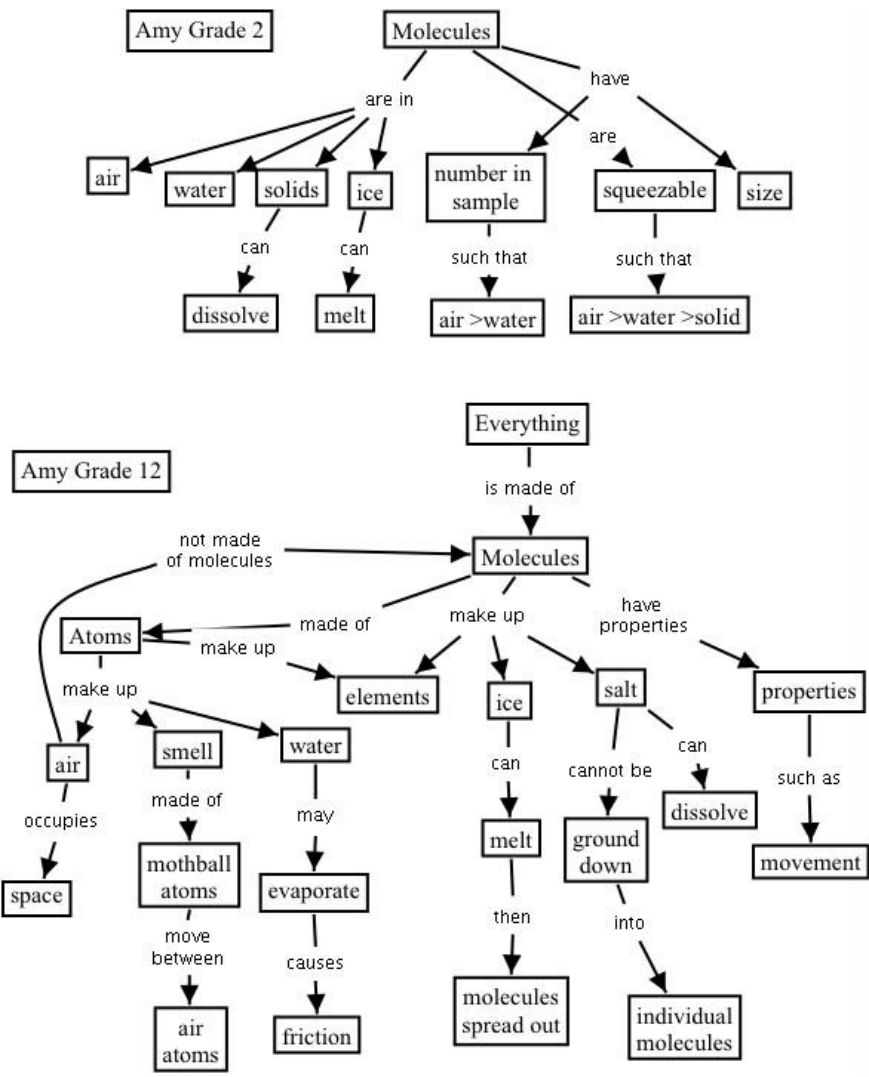 Amy Grade 2
Molecules
have
are in
are
air
water
solids
ice
number in
sample
squeezable
size
can
can
such that
such that
dissolve
melt
air >water
air >water >solid
Everything
Amy Grade 12
is made of
not made
of molecules
Molecules
have
properties
made of
make up
Atoms
make up
make up
elements
ice
salt
properties
air
smell
water
can
cannot be
can
such as
occupies
made of
may
dissolve
melt
ground
down
movement
space
mothball
atoms
evaporate
then
into
move
between
causes
air
atoms
friction
molecules
spread out
individual
molecules